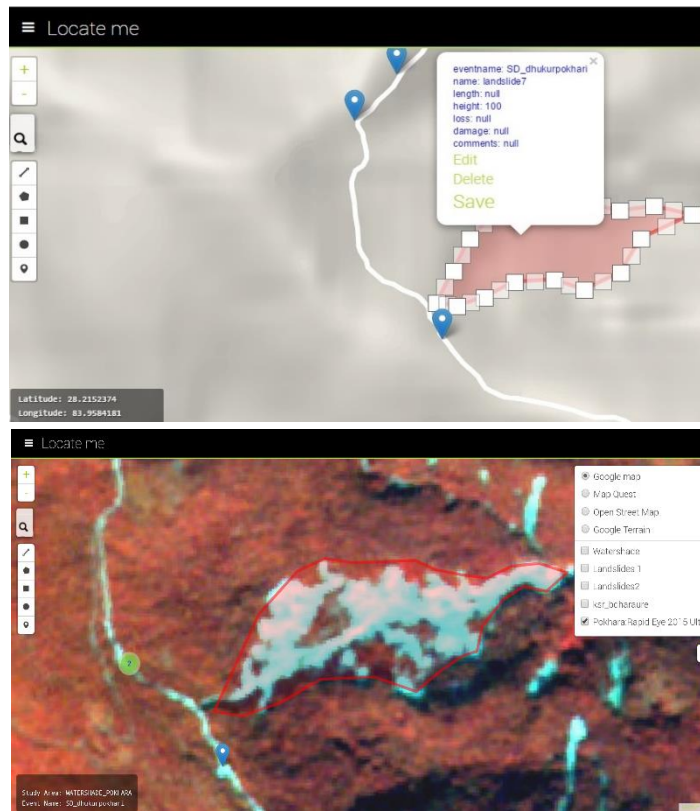 Locate me
+
-
eventname: SD_dhukurpokhari
name: landslide7
length: null
height: 100
loss: null
damage: null
comments: null
Edit
Delete
Save
Latitude: 28.2152374
Longitude: 83.9584181
Locate me
+
-
Google map
Map Quest
Open Street Map
Google Terrain
Watershade
Landslides 1
Landslides2
Pokhara Rapid Eye 2015 Ult
2
Study Area: WATERSHADE_POKHARA
Event Name: SD_dhukurpokhari